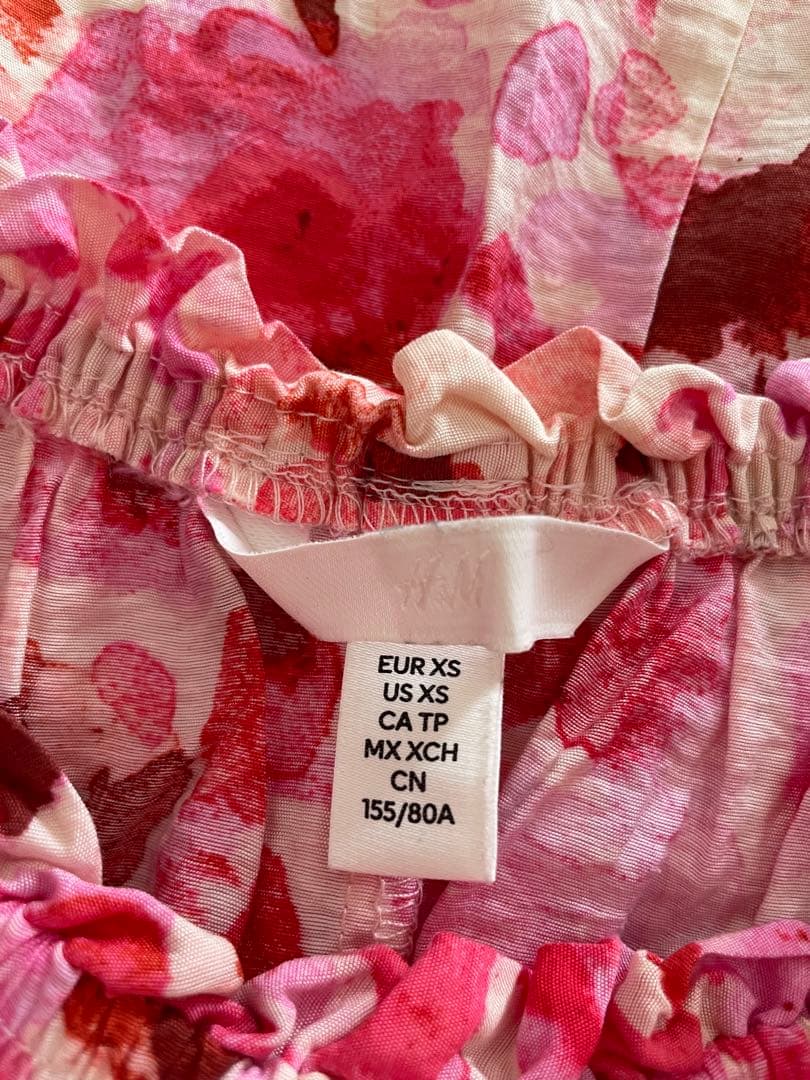 H&M
EUR XS
US XS
CA TP
MX XCH
CN
155/80A